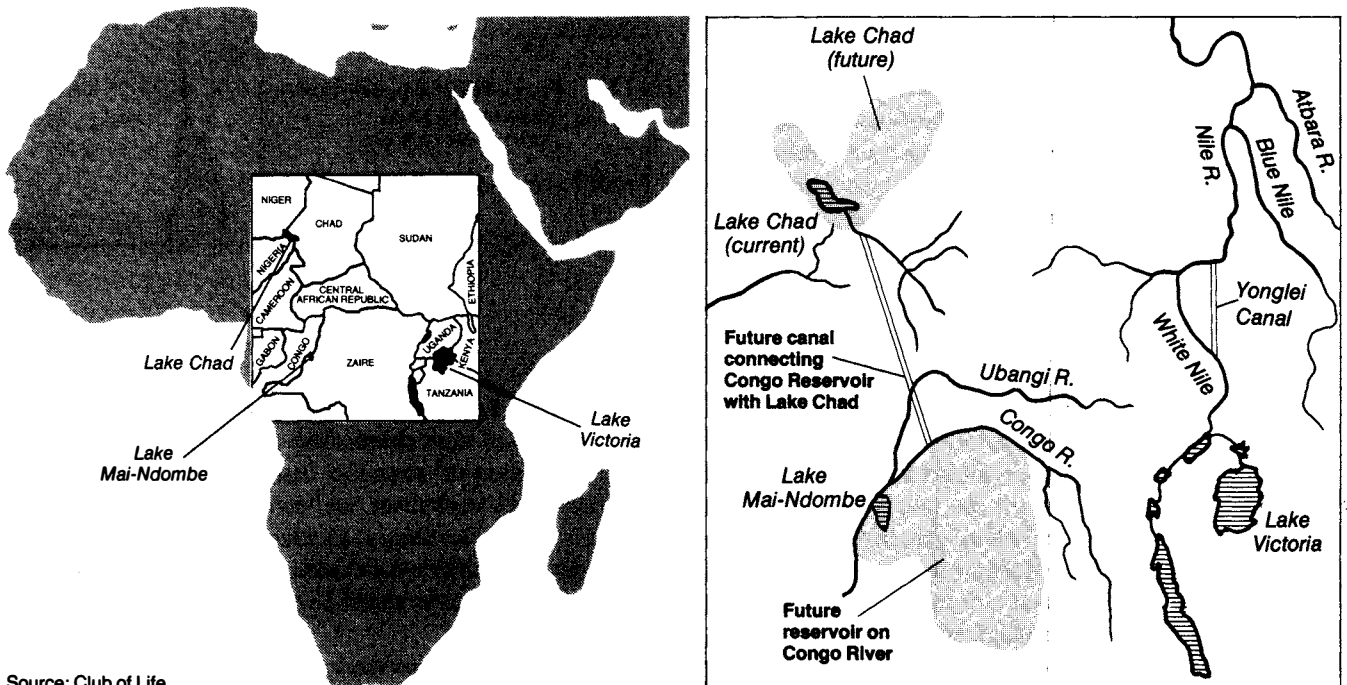 NIGER
CHAD
SUDAN
NIGERIA
CENTRAL
AFRICAN REPUBLIC
ETHIOPIA
CAMEROON
GABON
CONGO
ZAIRE
UGANDA
KENYA
TANZANIA
Lake Chad
Lake
Mai-Ndombe
Lake
Victoria
Source: Club of Life
Lake Chad
(future)
Lake Chad
(current)
Nile R.
Blue Nile
Atbara R.
Yonglei
Canal
White Nile
Future canal
connecting
Congo Reservoir
with Lake Chad
Ubangi R.
Congo R.
Lake
Mai-Ndombe
Lake
Victoria
Future
reservoir on
Congo River